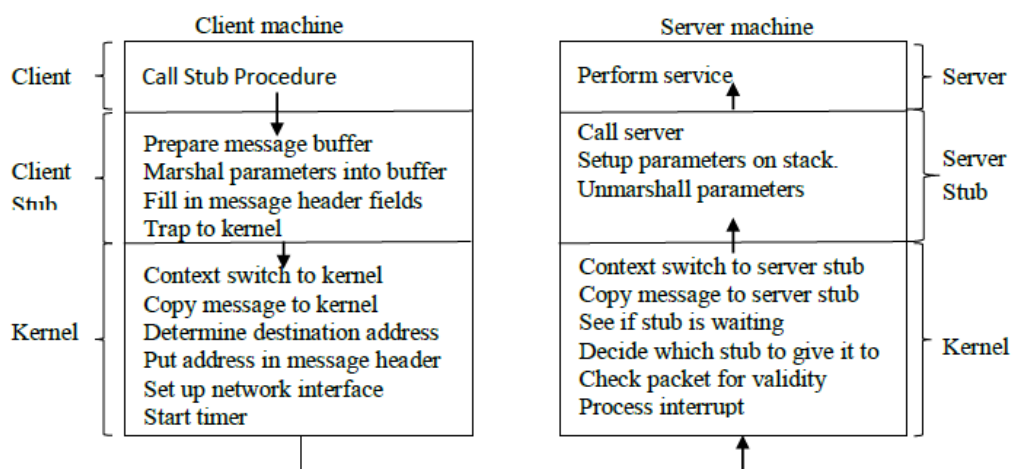 Client machine
Server machine
Client
Call Stub Procedure
Client
Stub
Prepare message buffer
Marshal parameters into buffer
Fill in message header fields
Trap to kernel
Kernel
Context switch to kernel
Copy message to kernel
Determine destination address
Put address in message header
Set up network interface
Start timer
Perform service
Server
Call server
Setup parameters on stack.
Unmarshall parameters
Server
Stub
Context switch to server stub
Copy message to server stub
See if stub is waiting
Decide which stub to give it to
Check packet for validity
Process interrupt
Kernel